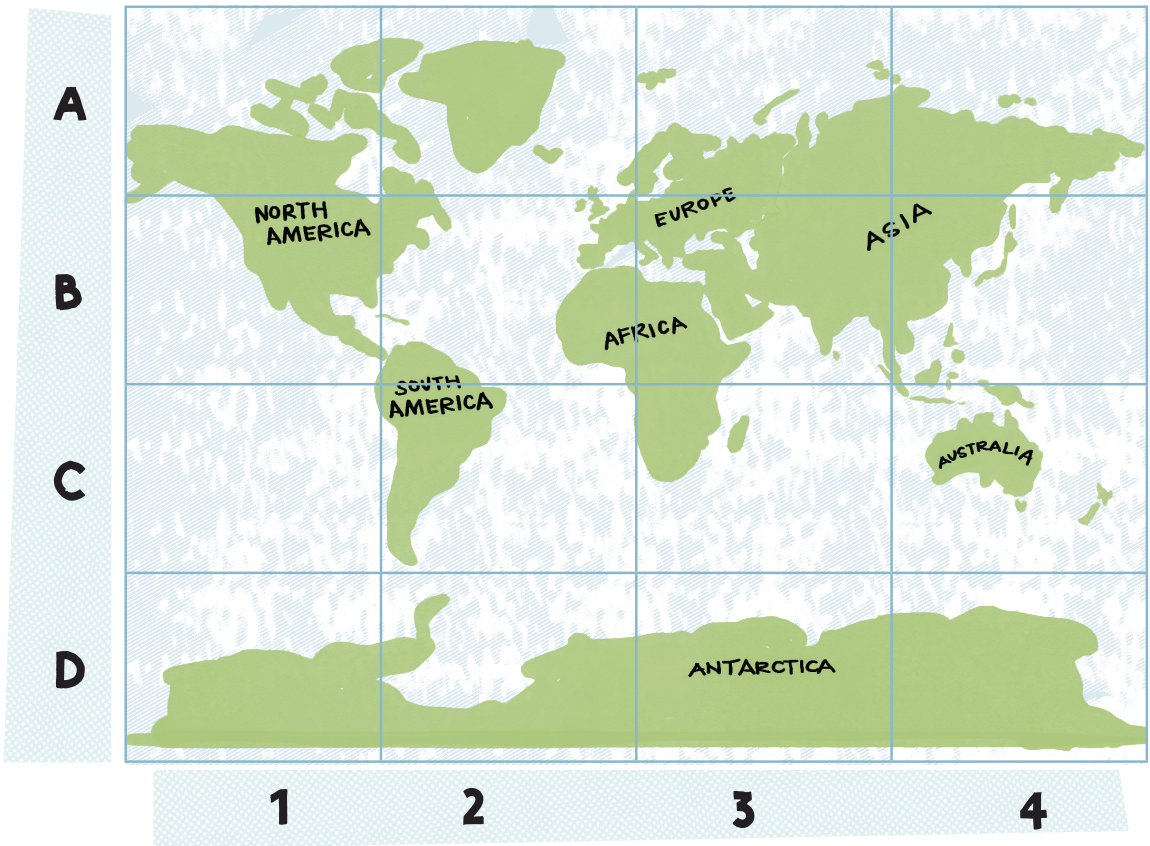 A
B
C
D
NORTH
AMERICA
EUROPE
ASIA
AFRICA
SOUTH
AMERICA
AUSTRALIA
ANTARCTICA
1 2 3 4